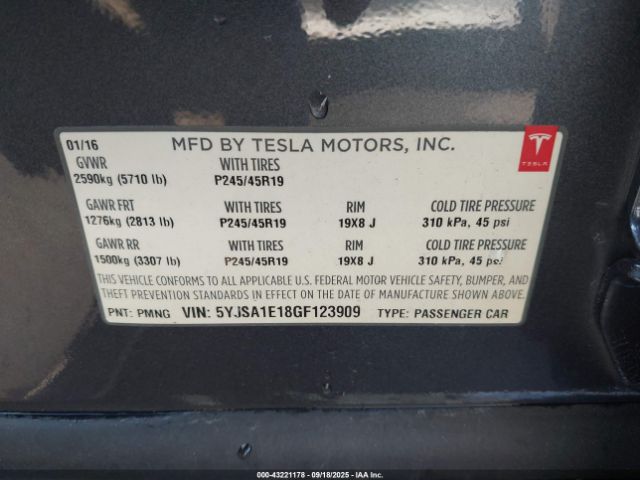 01/16 MFD BY TESLA MOTORS, INC.
TESLA
GVWR WITH TIRES
2590kg (5710 lb) P245/45R19
GAWR FRT WITH TIRES RIM COLD TIRE PRESSURE
1276kg (2813 lb) P245/45R19 19X8 J 310 kPa, 45 psi
GAWR RR WITH TIRES RIM COLD TIRE PRESSURE
1500kg (3307 lb) P245/45R19 19X8 J 310 kPa, 45 psi
THIS VEHICLE CONFORMS TO ALL APPLICABLE U.S. FEDERAL MOTOR VEHICLE SAFETY, BUMPER, AND
THEFT PREVENTION STANDARDS IN EFFECT ON THE DATE OF MANUFACTURE SHOWN ABOVE.
PNT: PMNG VIN: 5YJSA1E18GF123909 TYPE: PASSENGER CAR
000-43221178 - 09/18/2025 - IAA Inc.